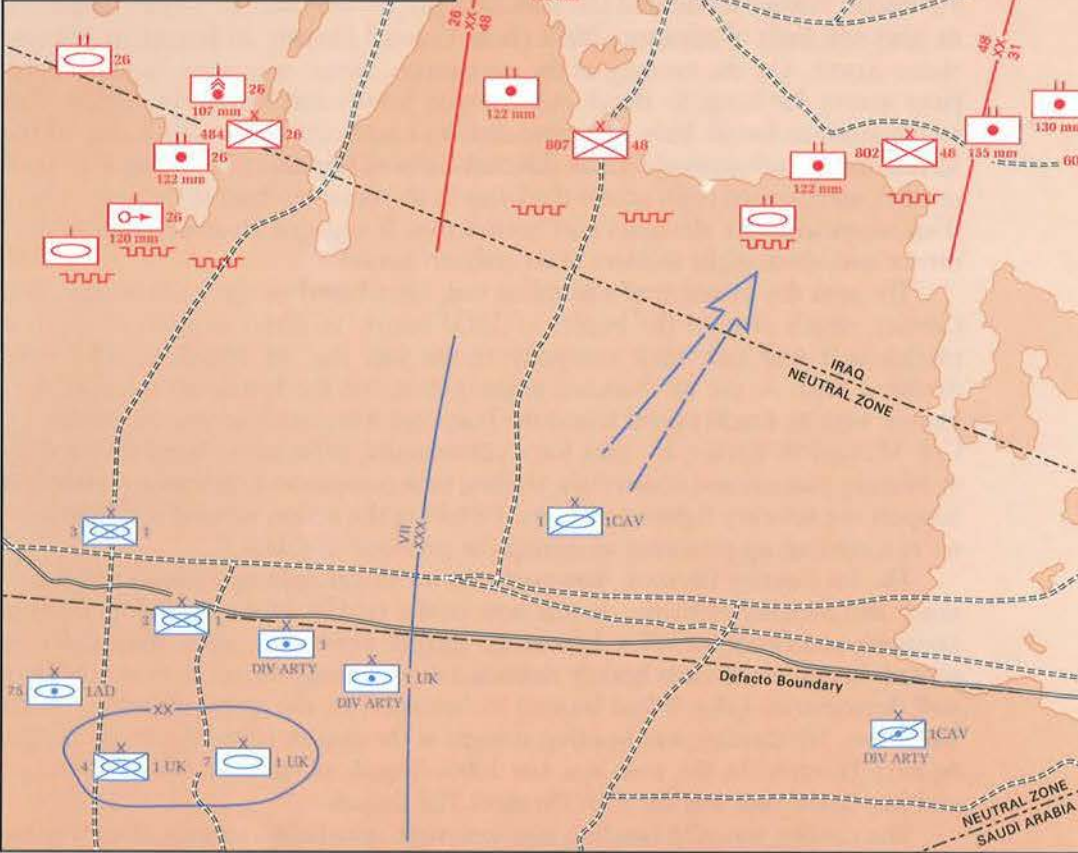 26
XX
48
48
XX
31
26
107 mm
26
122 mm
130 mm
484
26
807
48
802
48
155 mm
60
26
122 mm
122 mm
26
120 mm
IRAQ
NEUTRAL ZONE
VII
XXX
X
1
1CAV
X
3
1
X
2
1
X
3
DIV ARTY
X
1 UK
DIV ARTY
X
75
1AD
Defacto Boundary
XX
X
4
1 UK
X
7
1 UK
X
1CAV
DIV ARTY
NEUTRAL ZONE
SAUDI ARABIA